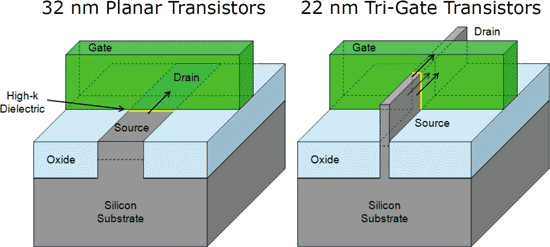 32 nm Planar Transistors
Gate
Drain
High-k
Dielectric
Source
Oxide
Silicon
Substrate
22 nm Tri-Gate Transistors
Drain
Gate
Source
Oxide
Silicon
Substrate